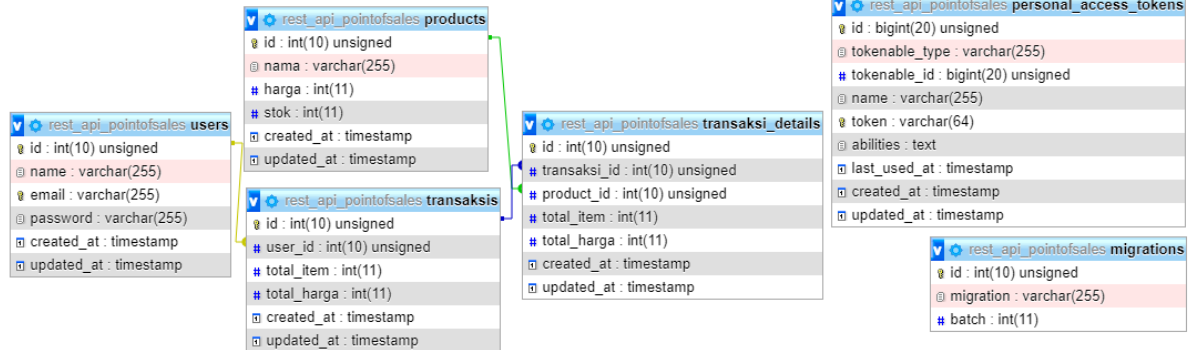 rest_api_pointofsales users
id : int(10) unsigned
name : varchar(255)
email : varchar(255)
password : varchar(255)
created_at : timestamp
updated_at : timestamp
rest_api_pointofsales products
id : int(10) unsigned
nama : varchar(255)
harga : int(11)
stok : int(11)
created_at : timestamp
updated_at : timestamp
rest_api_pointofsales transaksis
id : int(10) unsigned
user_id : int(10) unsigned
total_item : int(11)
total_harga : int(11)
created_at : timestamp
updated_at : timestamp
rest_api_pointofsales transaksi_details
id : int(10) unsigned
transaksi_id : int(10) unsigned
product_id : int(10) unsigned
total_item : int(11)
total_harga : int(11)
created_at : timestamp
updated_at : timestamp
rest_api_pointofsales personal_access_tokens
id : bigint(20) unsigned
tokenable_type : varchar(255)
tokenable_id : bigint(20) unsigned
name : varchar(255)
token : varchar(64)
abilities : text
last_used_at : timestamp
created_at : timestamp
updated_at : timestamp
rest_api_pointofsales migrations
id : int(10) unsigned
migration : varchar(255)
batch : int(11)